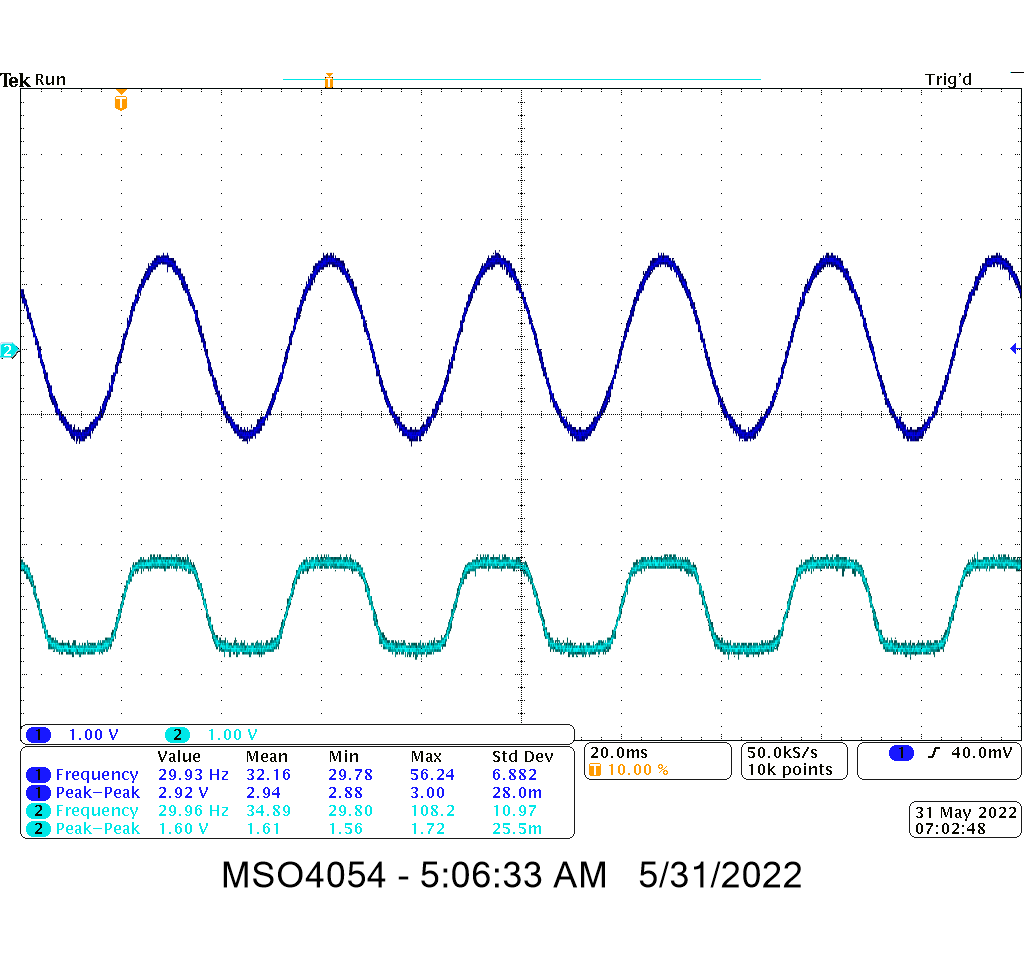 Tek Run Trig'd
T T
2
1 1.00 V 2 1.00 V
Value Mean Min Max Std Dev
1 Frequency 29.93 Hz 32.16 29.78 56.24 6.882
1 Peak-Peak 2.92 V 2.94 2.88 3.00 28.0m
2 Frequency 29.96 Hz 34.89 29.80 108.2 10.97
2 Peak-Peak 1.60 V 1.61 1.56 1.72 25.5m
20.0ms
T 10.00 %
50.0kS/s
10k points
1 40.0mV
31 May 2022
07:02:48
MSO4054 - 5:06:33 AM 5/31/2022